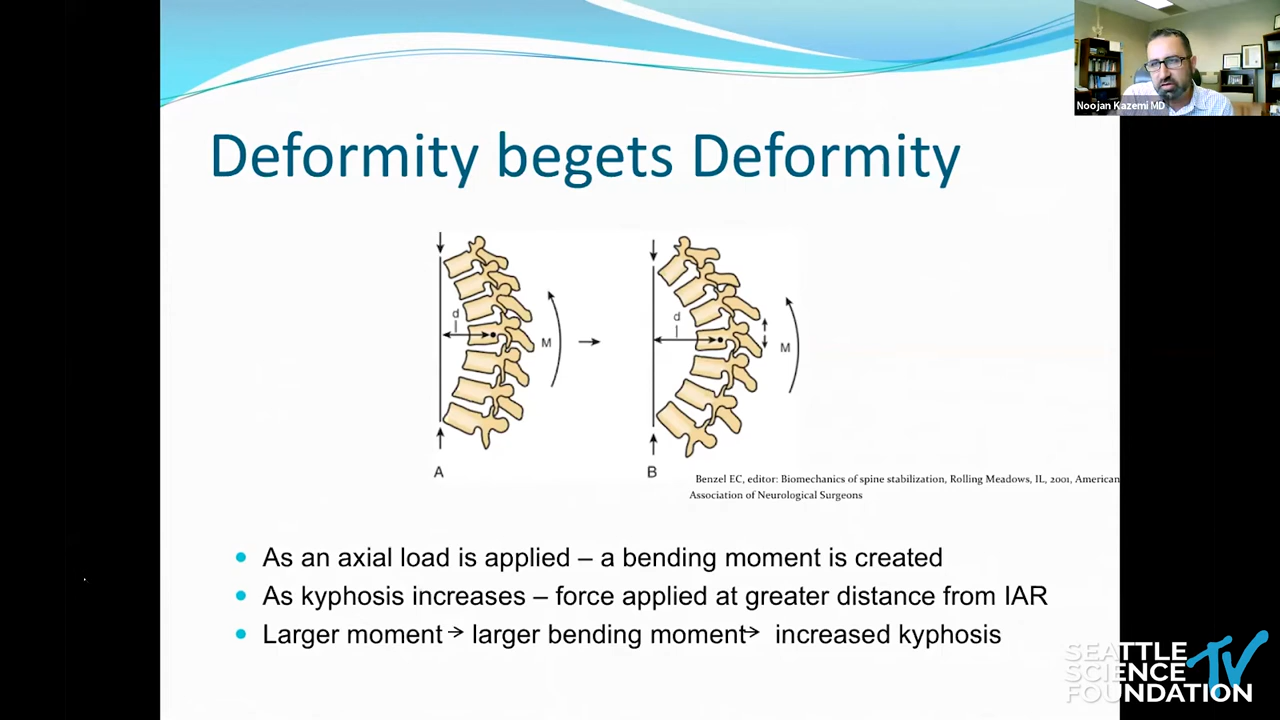 Noojan Kazemi MD
Deformity begets Deformity
d
M
A
d
M
B
Benzel EC, editor: Biomechanics of spine stabilization, Rolling Meadows, IL, 2001, American
Association of Neurological Surgeons
• As an axial load is applied – a bending moment is created
• As kyphosis increases – force applied at greater distance from IAR
• Larger moment → larger bending moment→ increased kyphosis
SEATTLE
SCIENCE
FOUNDATION
TV